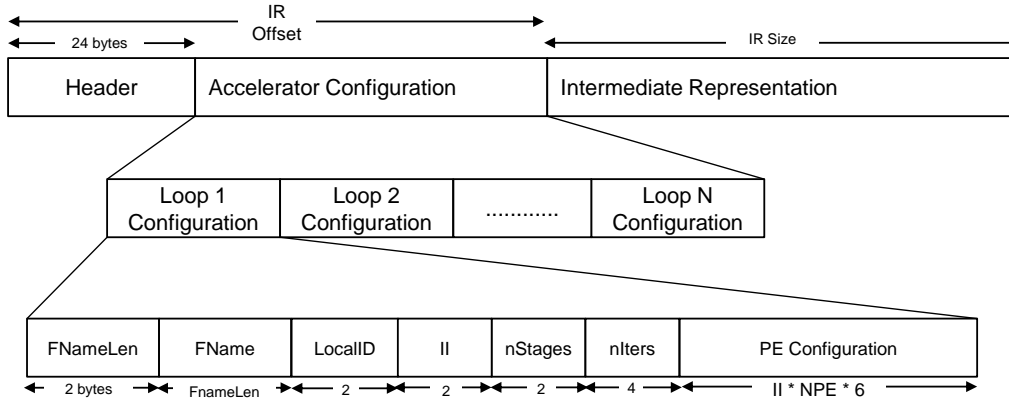 IR
Offset
24 bytes
IR Size
Header
Accelerator Configuration
Intermediate Representation
Loop 1
Configuration
Loop 2
Configuration
............
Loop N
Configuration
FNameLen
FName
LocalID
II
nStages
nIters
PE Configuration
2 bytes
FnameLen
2
2
2
4
II * NPE * 6